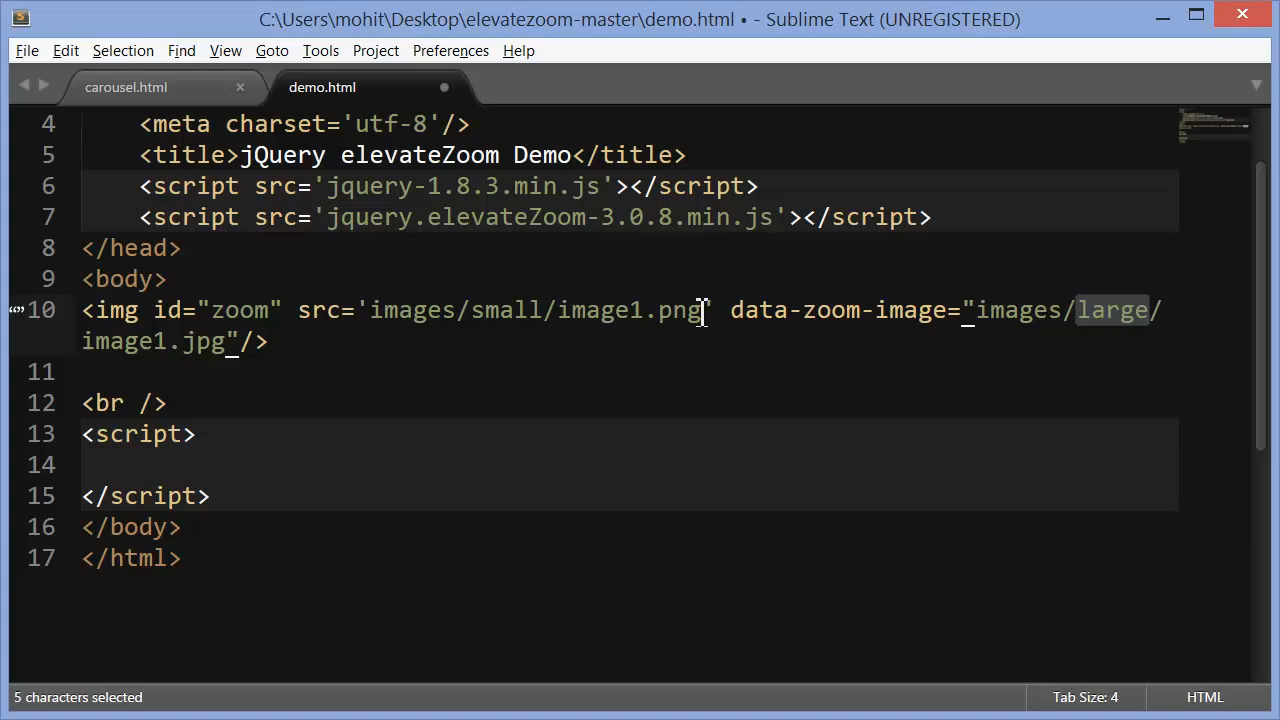 C:\Users\mohit\Desktop\elevatezoom-master\demo.html • - Sublime Text (UNREGISTERED)
File Edit Selection Find View Goto Tools Project Preferences Help
carousel.html × demo.html
4 <meta charset='utf-8'/>
5 <title>jQuery elevateZoom Demo</title>
6 <script src='jquery-1.8.3.min.js'></script>
7 <script src='jquery.elevateZoom-3.0.8.min.js'></script>
8 </head>
9 <body>
10 <img id="zoom" src='images/small/image1.png' data-zoom-image="images/large/
image1.jpg"/>
11
12 <br />
13 <script>
14
15 </script>
16 </body>
17 </html>
5 characters selected Tab Size: 4 HTML